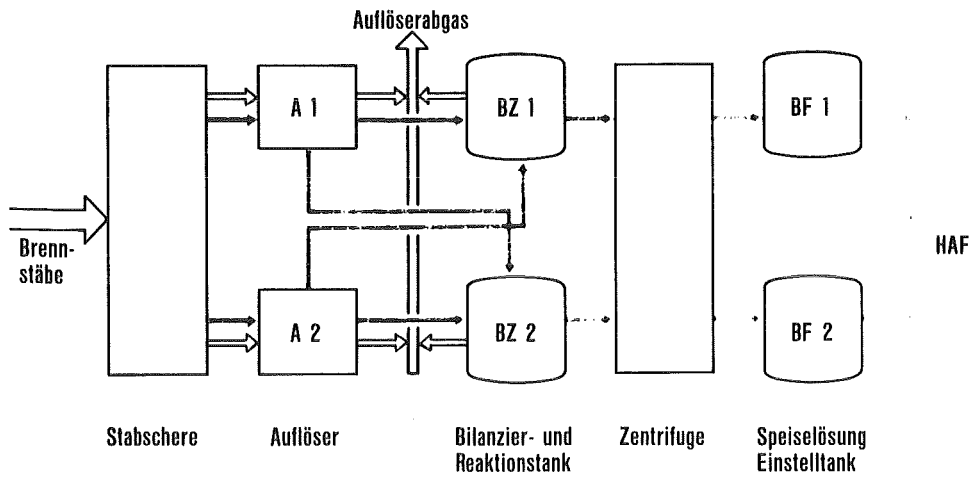 Auflöserabgas
A 1
BZ 1
BF 1
Brenn-
stäbe
HAF
A 2
BZ 2
BF 2
Stabschere
Auflöser
Bilanzier- und
Reaktionstank
Zentrifuge
Speiselösung
Einstelltank